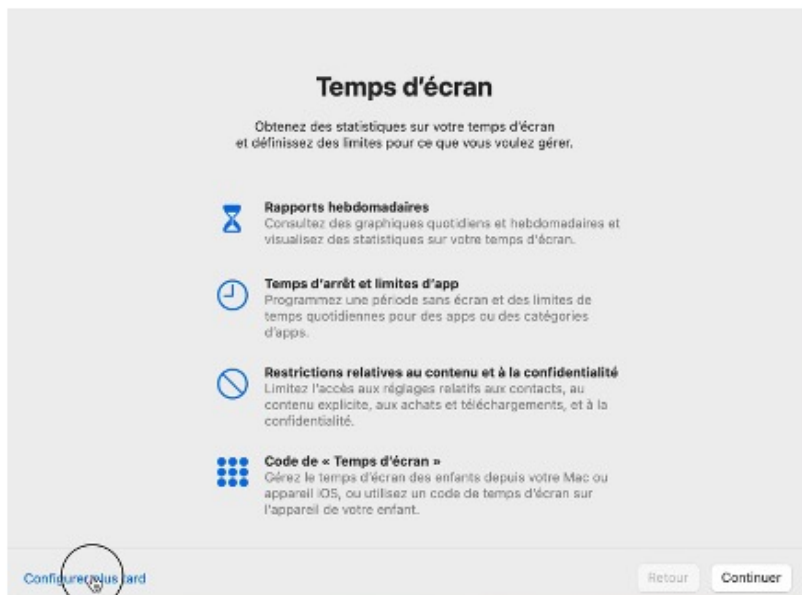 Temps d'écran
Obtenez des statistiques sur votre temps d'écran
et définissez des limites pour ce que vous voulez gérer.
Rapports hebdomadaires
Consultez des graphiques quotidiens et hebdomadaires et
visualisez des statistiques sur votre temps d'écran.
Temps d'arrêt et limites d'app
Programmez une période sans écran et des limites de
temps quotidiennes pour des apps ou des catégories
d'apps.
Restrictions relatives au contenu et à la confidentialité
Limitez l'accès aux réglages relatifs aux contacts, au
contenu explicite, aux achats et téléchargements, et à la
confidentialité.
Code de « Temps d'écran »
Gérez le temps d'écran des enfants depuis votre Mac ou
appareil iOS, ou utilisez un code de temps d'écran sur
l'appareil de votre enfant.
Configurer plus tard
Retour
Continuer